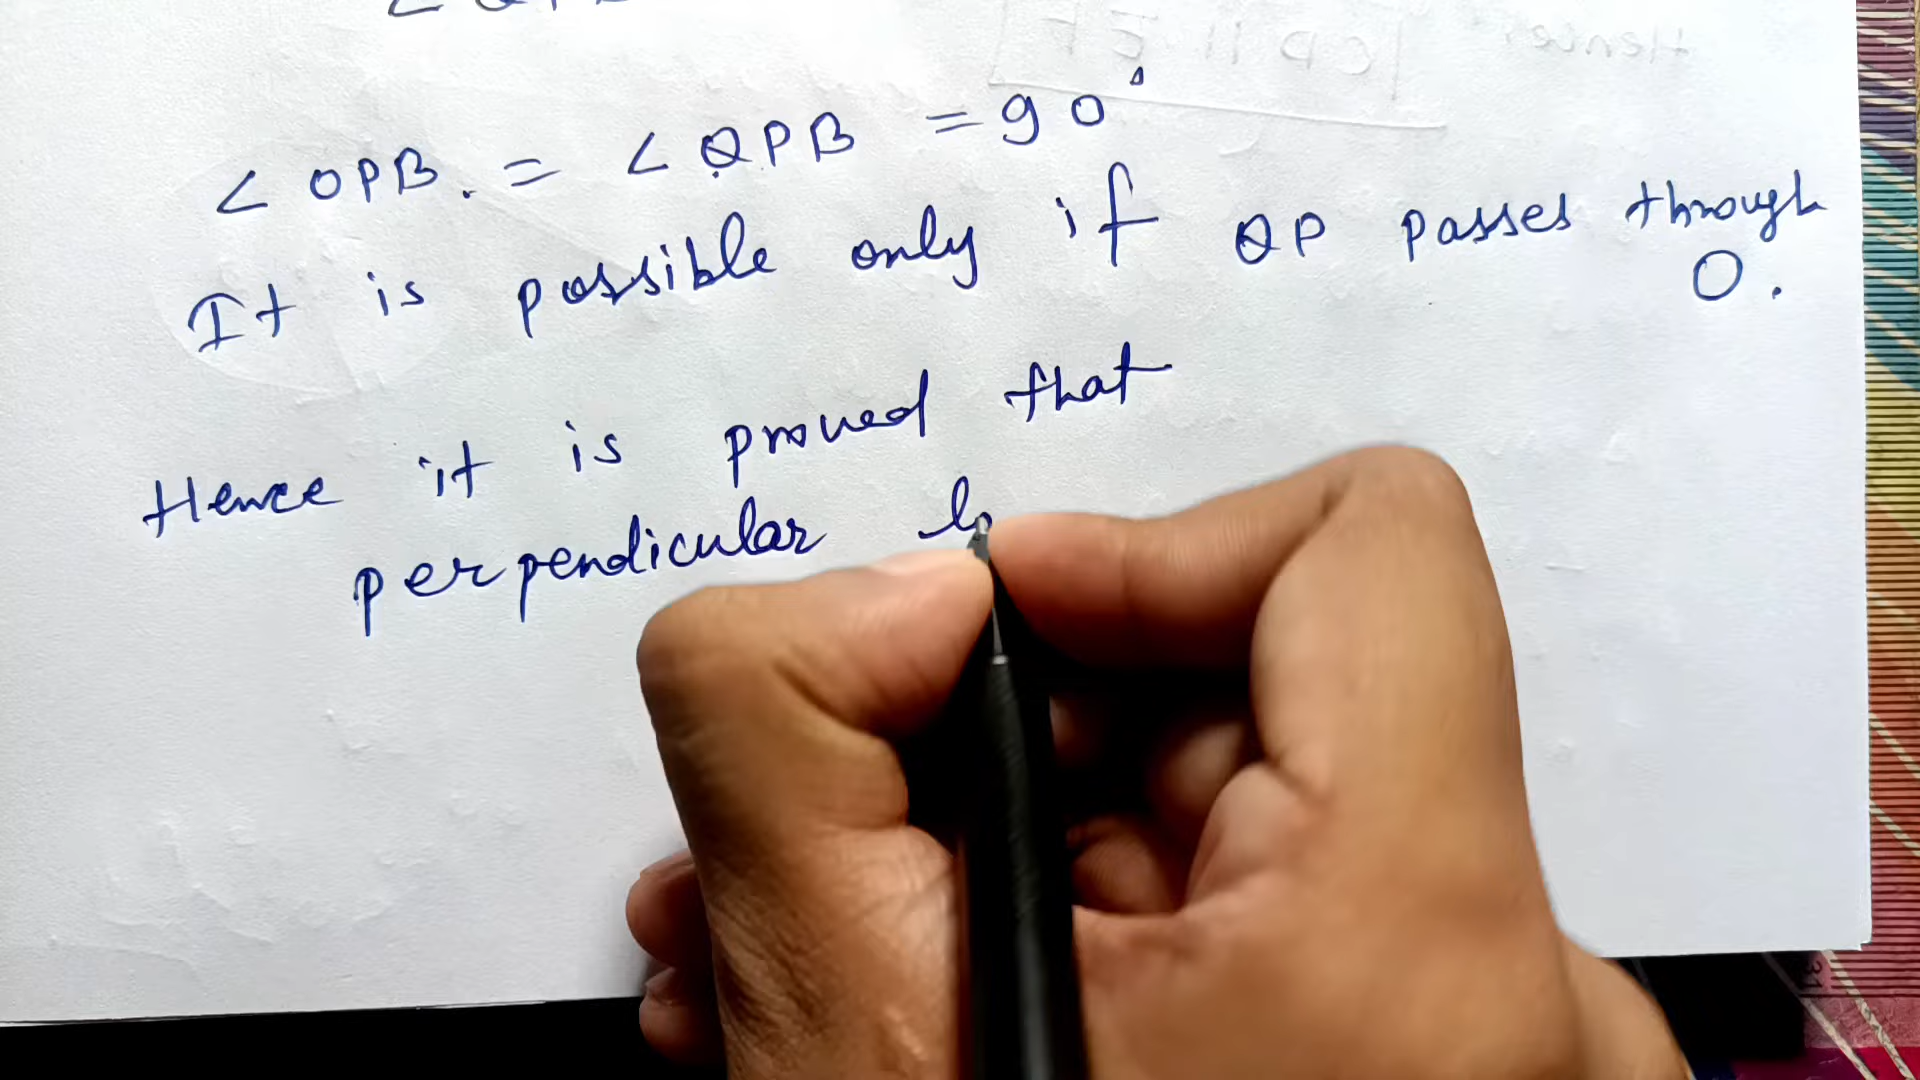 ∠ OPB. = ∠ QPB = 90°
It is possible only if QP passes through
O.
Hence it is proved that
perpendicular